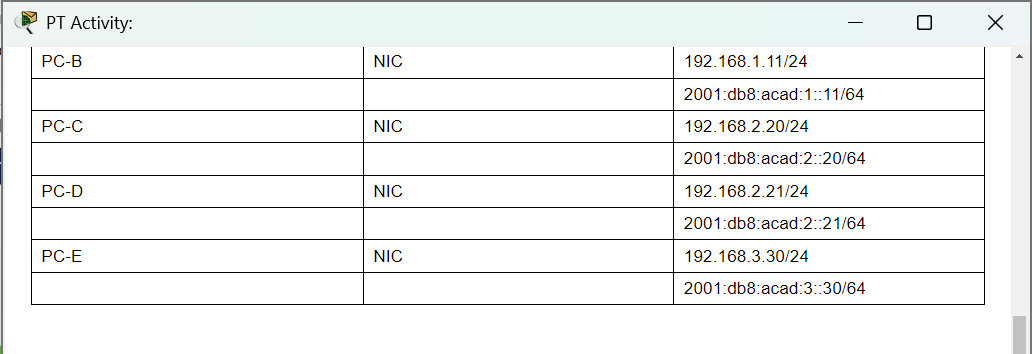 PT Activity:
PC-B NIC 192.168.1.11/24
2001:db8:acad:1::11/64
PC-C NIC 192.168.2.20/24
2001:db8:acad:2::20/64
PC-D NIC 192.168.2.21/24
2001:db8:acad:2::21/64
PC-E NIC 192.168.3.30/24
2001:db8:acad:3::30/64